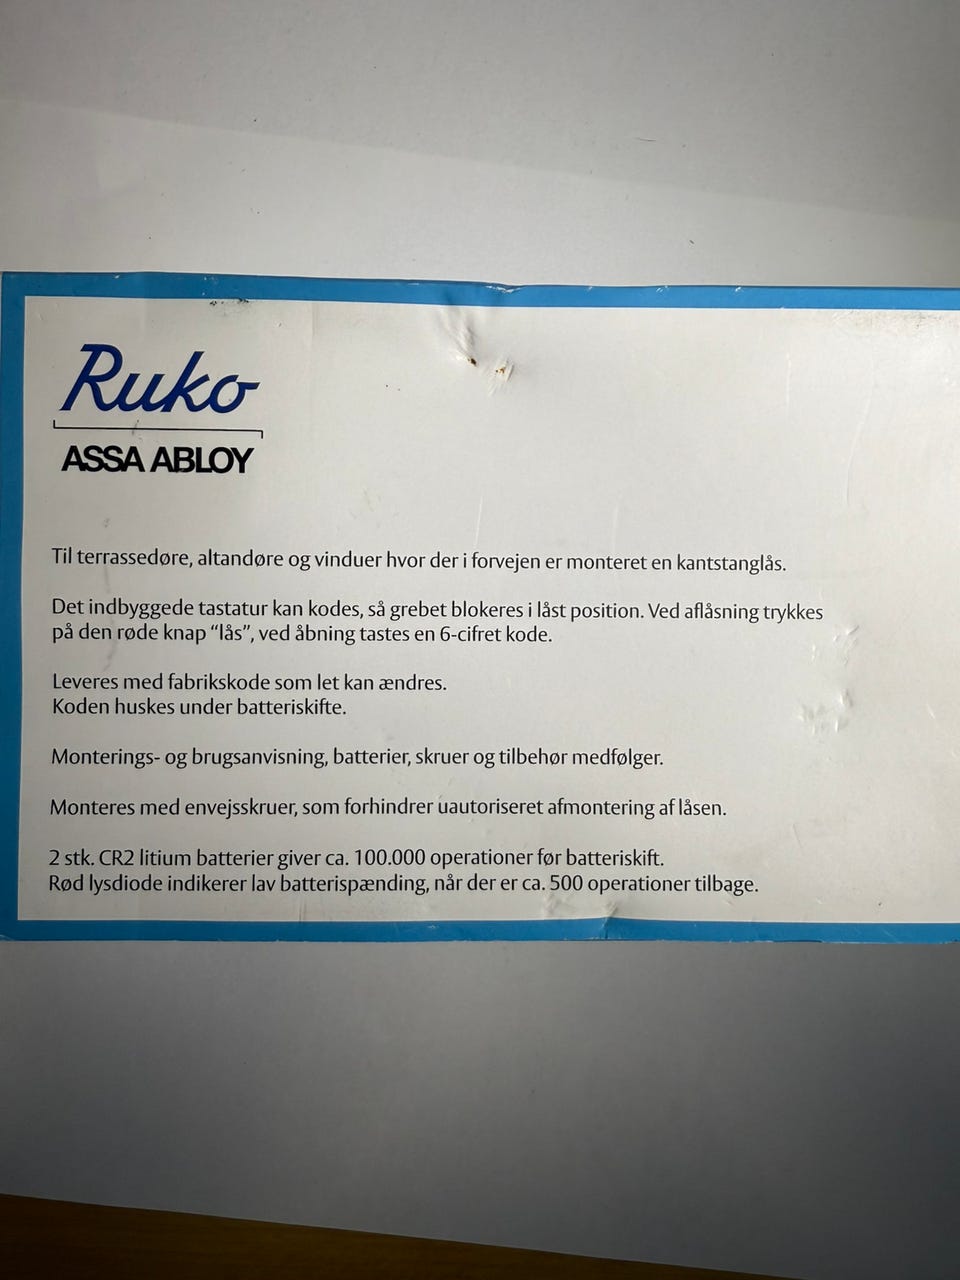 Ruko
ASSA ABLOY
Til terrassedøre, altandøre og vinduer hvor der i forvejen er monteret en kantstanglås.
Det indbyggede tastatur kan kodes, så grebet blokeres i låst position. Ved aflåsning trykkes
på den røde knap “lås”, ved åbning tastes en 6-cifret kode.
Leveres med fabrikskode som let kan ændres.
Koden huskes under batteriskifte.
Monterings- og brugsanvisning, batterier, skruer og tilbehør medfølger.
Monteres med envejsskruer, som forhindrer uautoriseret afmontering af låsen.
2 stk. CR2 litium batterier giver ca. 100.000 operationer før batteriskift.
Rød lysdiode indikerer lav batterispænding, når der er ca. 500 operationer tilbage.